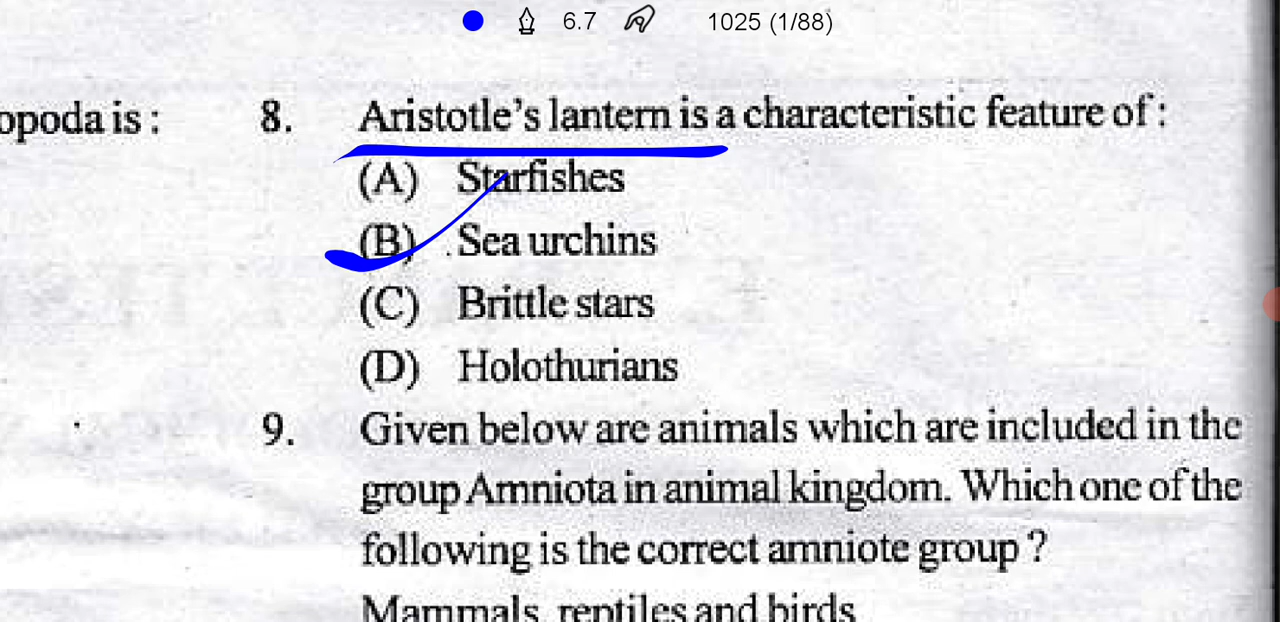 6.7 1025 (1/88)
opoda is :
8. Aristotle's lantern is a characteristic feature of :
(A) Starfishes
(B) Sea urchins
(C) Brittle stars
(D) Holothurians
9. Given below are animals which are included in the
group Amniota in animal kingdom. Which one of the
following is the correct amniote group ?
Mammals, reptiles and birds